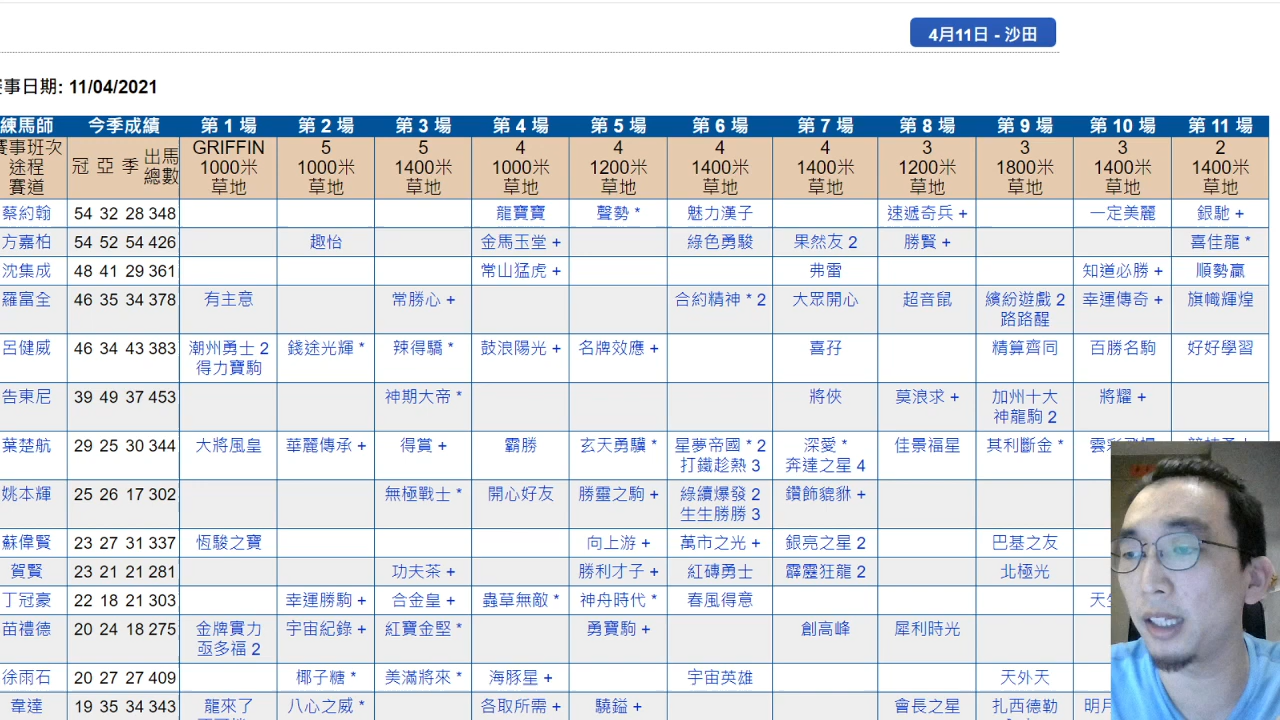 4月11日 - 沙田
事日期: 11/04/2021
練馬師 今季成績 第 1 場 第 2 場 第 3 場 第 4 場 第 5 場 第 6 場 第 7 場 第 8 場 第 9 場 第 10 場 第 11 場
賽事班次 途程 賽道 冠 亞 季 出馬總數 GRIFFIN 1000米 草地 5 1000米 草地 5 1400米 草地 4 1000米 草地 4 1200米 草地 4 1400米 草地 4 1400米 草地 3 1200米 草地 3 1800米 草地 3 1400米 草地 2 1400米 草地
蔡約翰 54 32 28 348 龍寶寶 聲勢 * 魅力漢子 速遞奇兵 + 一定美麗 銀馳 +
方嘉柏 54 52 54 426 趣怡 金馬玉堂 + 綠色勇駿 果然友 2 勝賢 + 喜佳龍 *
沈集成 48 41 29 361 常山猛虎 + 弗雷 知道必勝 + 順勢贏
羅富全 46 35 34 378 有主意 常勝心 + 合約精神 * 2 大眾開心 超音鼠 繽紛遊戲 2 幸運傳奇 + 旗幟輝煌
路路醒
呂健威 46 34 43 383 潮州勇士 2 錢途光輝 * 辣得驕 * 鼓浪陽光 + 名牌效應 + 喜孖 精算齊同 百勝名駒 好好學習
得力寶駒
告東尼 39 49 37 453 神期大帝 * 將俠 莫浪求 + 加州十大 將耀 +
神龍駒 2
葉楚航 29 25 30 344 大將風皇 華麗傳承 + 得賞 + 霸勝 玄天勇驥 * 星夢帝國 * 2 深愛 * 佳景福星 其利斷金 *
打鐵趁熱 3 奔達之星 4
姚本輝 25 26 17 302 無極戰士 * 開心好友 勝靈之駒 + 綠續爆發 2 鑽飾貔貅 +
生生勝勝 3
蘇偉賢 23 27 31 337 恆駿之寶 向上游 + 萬市之光 + 銀亮之星 2 巴基之友
賀賢 23 21 21 281 功夫茶 + 勝利才子 + 紅磚勇士 霹靂狂龍 2 北極光
丁冠豪 22 18 21 303 幸運勝駒 + 合金皇 + 蟲草無敵 * 神舟時代 * 春風得意
苗禮德 20 24 18 275 金牌實力 宇宙紀錄 + 紅寶金堅 * 勇寶駒 + 創高峰 犀利時光
亟多福 2
徐雨石 20 27 27 409 椰子糖 * 美滿將來 * 海豚星 + 宇宙英雄 天外天
韋達 19 35 34 343 龍來了 八心之威 * 各取所需 + 驍鎰 + 會長之星 扎西德勒 明月